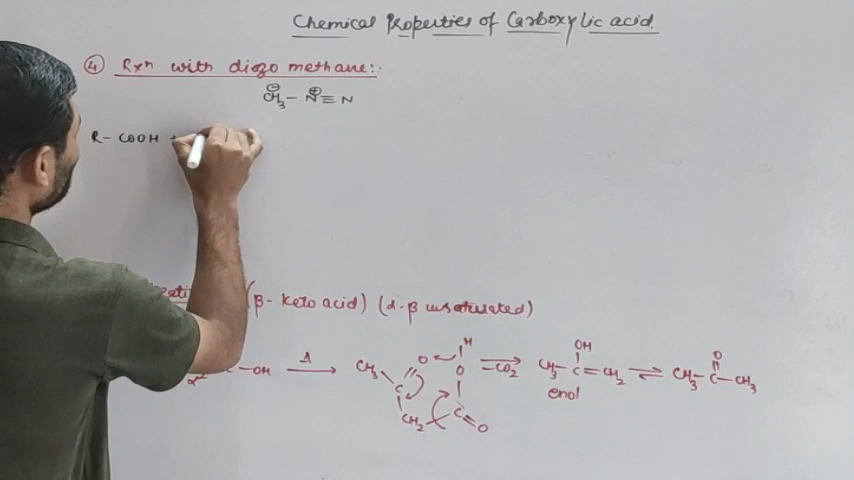 Chemical Properties of Carboxylic acid.
④ Rxn with diazo methane:-
⊖CH3 – N⊕ ≡ N
R – COOH +
(β- Keto acid) (α-β unsaturated)
–OH Δ→ CH3 C O H O CH2 C=O –CO2→ CH3–C(OH)=CH2 ⇌ CH3–C(=O)–CH3
enol